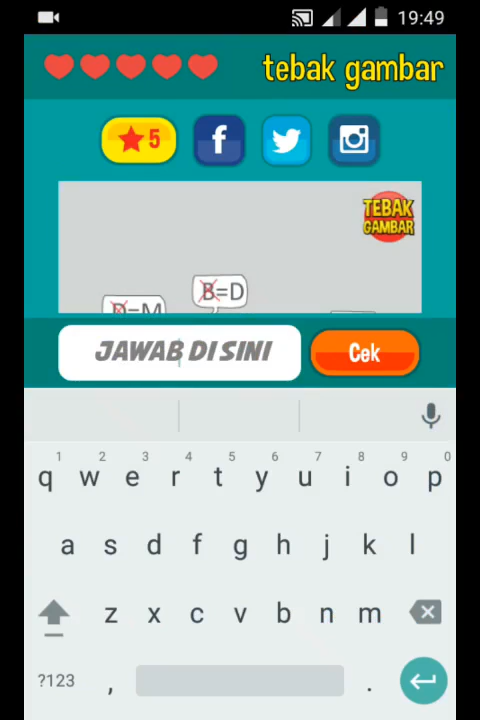 19:49
tebak gambar
5
f
TEBAK
GAMBAR
B=D
D=M
JAWAB DI SINI
Cek
1 2 3 4 5 6 7 8 9 0
q w e r t y u i o p
a s d f g h j k l
z x c v b n m
?123 , .